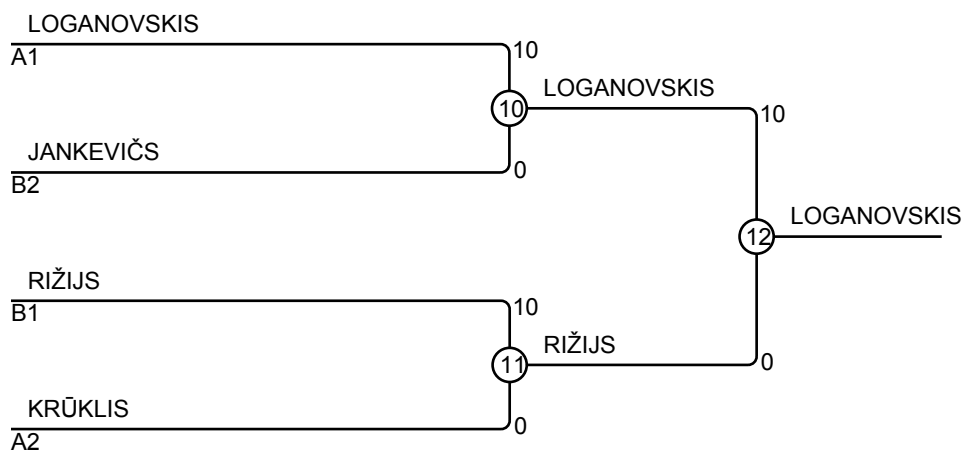 LOGANOVSKIS
A1
10
10
LOGANOVSKIS
10
JANKEVIČS
B2
0
12
LOGANOVSKIS
RIŽIJS
B1
10
11
RIŽIJS
0
KRŪKLIS
A2
0